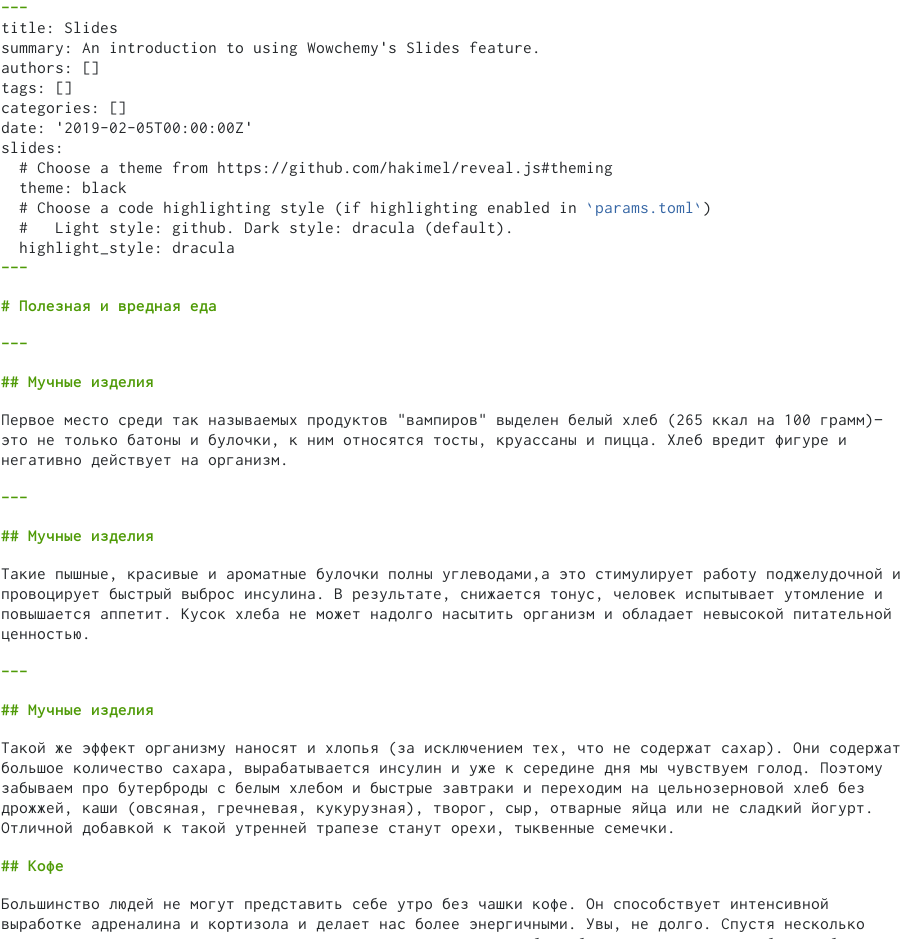 ---
title: Slides
summary: An introduction to using Wowchemy's Slides feature.
authors: []
tags: []
categories: []
date: '2019-02-05T00:00:00Z'
slides:
  # Choose a theme from https://github.com/hakimel/reveal.js#theming
  theme: black
  # Choose a code highlighting style (if highlighting enabled in `params.toml`)
  #   Light style: github. Dark style: dracula (default).
  highlight_style: dracula
---
# Полезная и вредная еда
---
## Мучные изделия
Первое место среди так называемых продуктов "вампиров" выделен белый хлеб (265 ккал на 100 грамм)–
это не только батоны и булочки, к ним относятся тосты, круассаны и пицца. Хлеб вредит фигуре и
негативно действует на организм.
---
## Мучные изделия
Такие пышные, красивые и ароматные булочки полны углеводами,а это стимулирует работу поджелудочной и
провоцирует быстрый выброс инсулина. В результате, снижается тонус, человек испытывает утомление и
повышается аппетит. Кусок хлеба не может надолго насытить организм и обладает невысокой питательной
ценностью.
---
## Мучные изделия
Такой же эффект организму наносят и хлопья (за исключением тех, что не содержат сахар). Они содержат
большое количество сахара, вырабатывается инсулин и уже к середине дня мы чувствуем голод. Поэтому
забываем про бутерброды с белым хлебом и быстрые завтраки и переходим на цельнозерновой хлеб без
дрожжей, каши (овсяная, гречневая, кукурузная), творог, сыр, отварные яйца или не сладкий йогурт.
Отличной добавкой к такой утренней трапезе станут орехи, тыквенные семечки.
## Кофе
Большинство людей не могут представить себе утро без чашки кофе. Он способствует интенсивной
выработке адреналина и кортизола и делает нас более энергичными. Увы, не долго. Спустя несколько